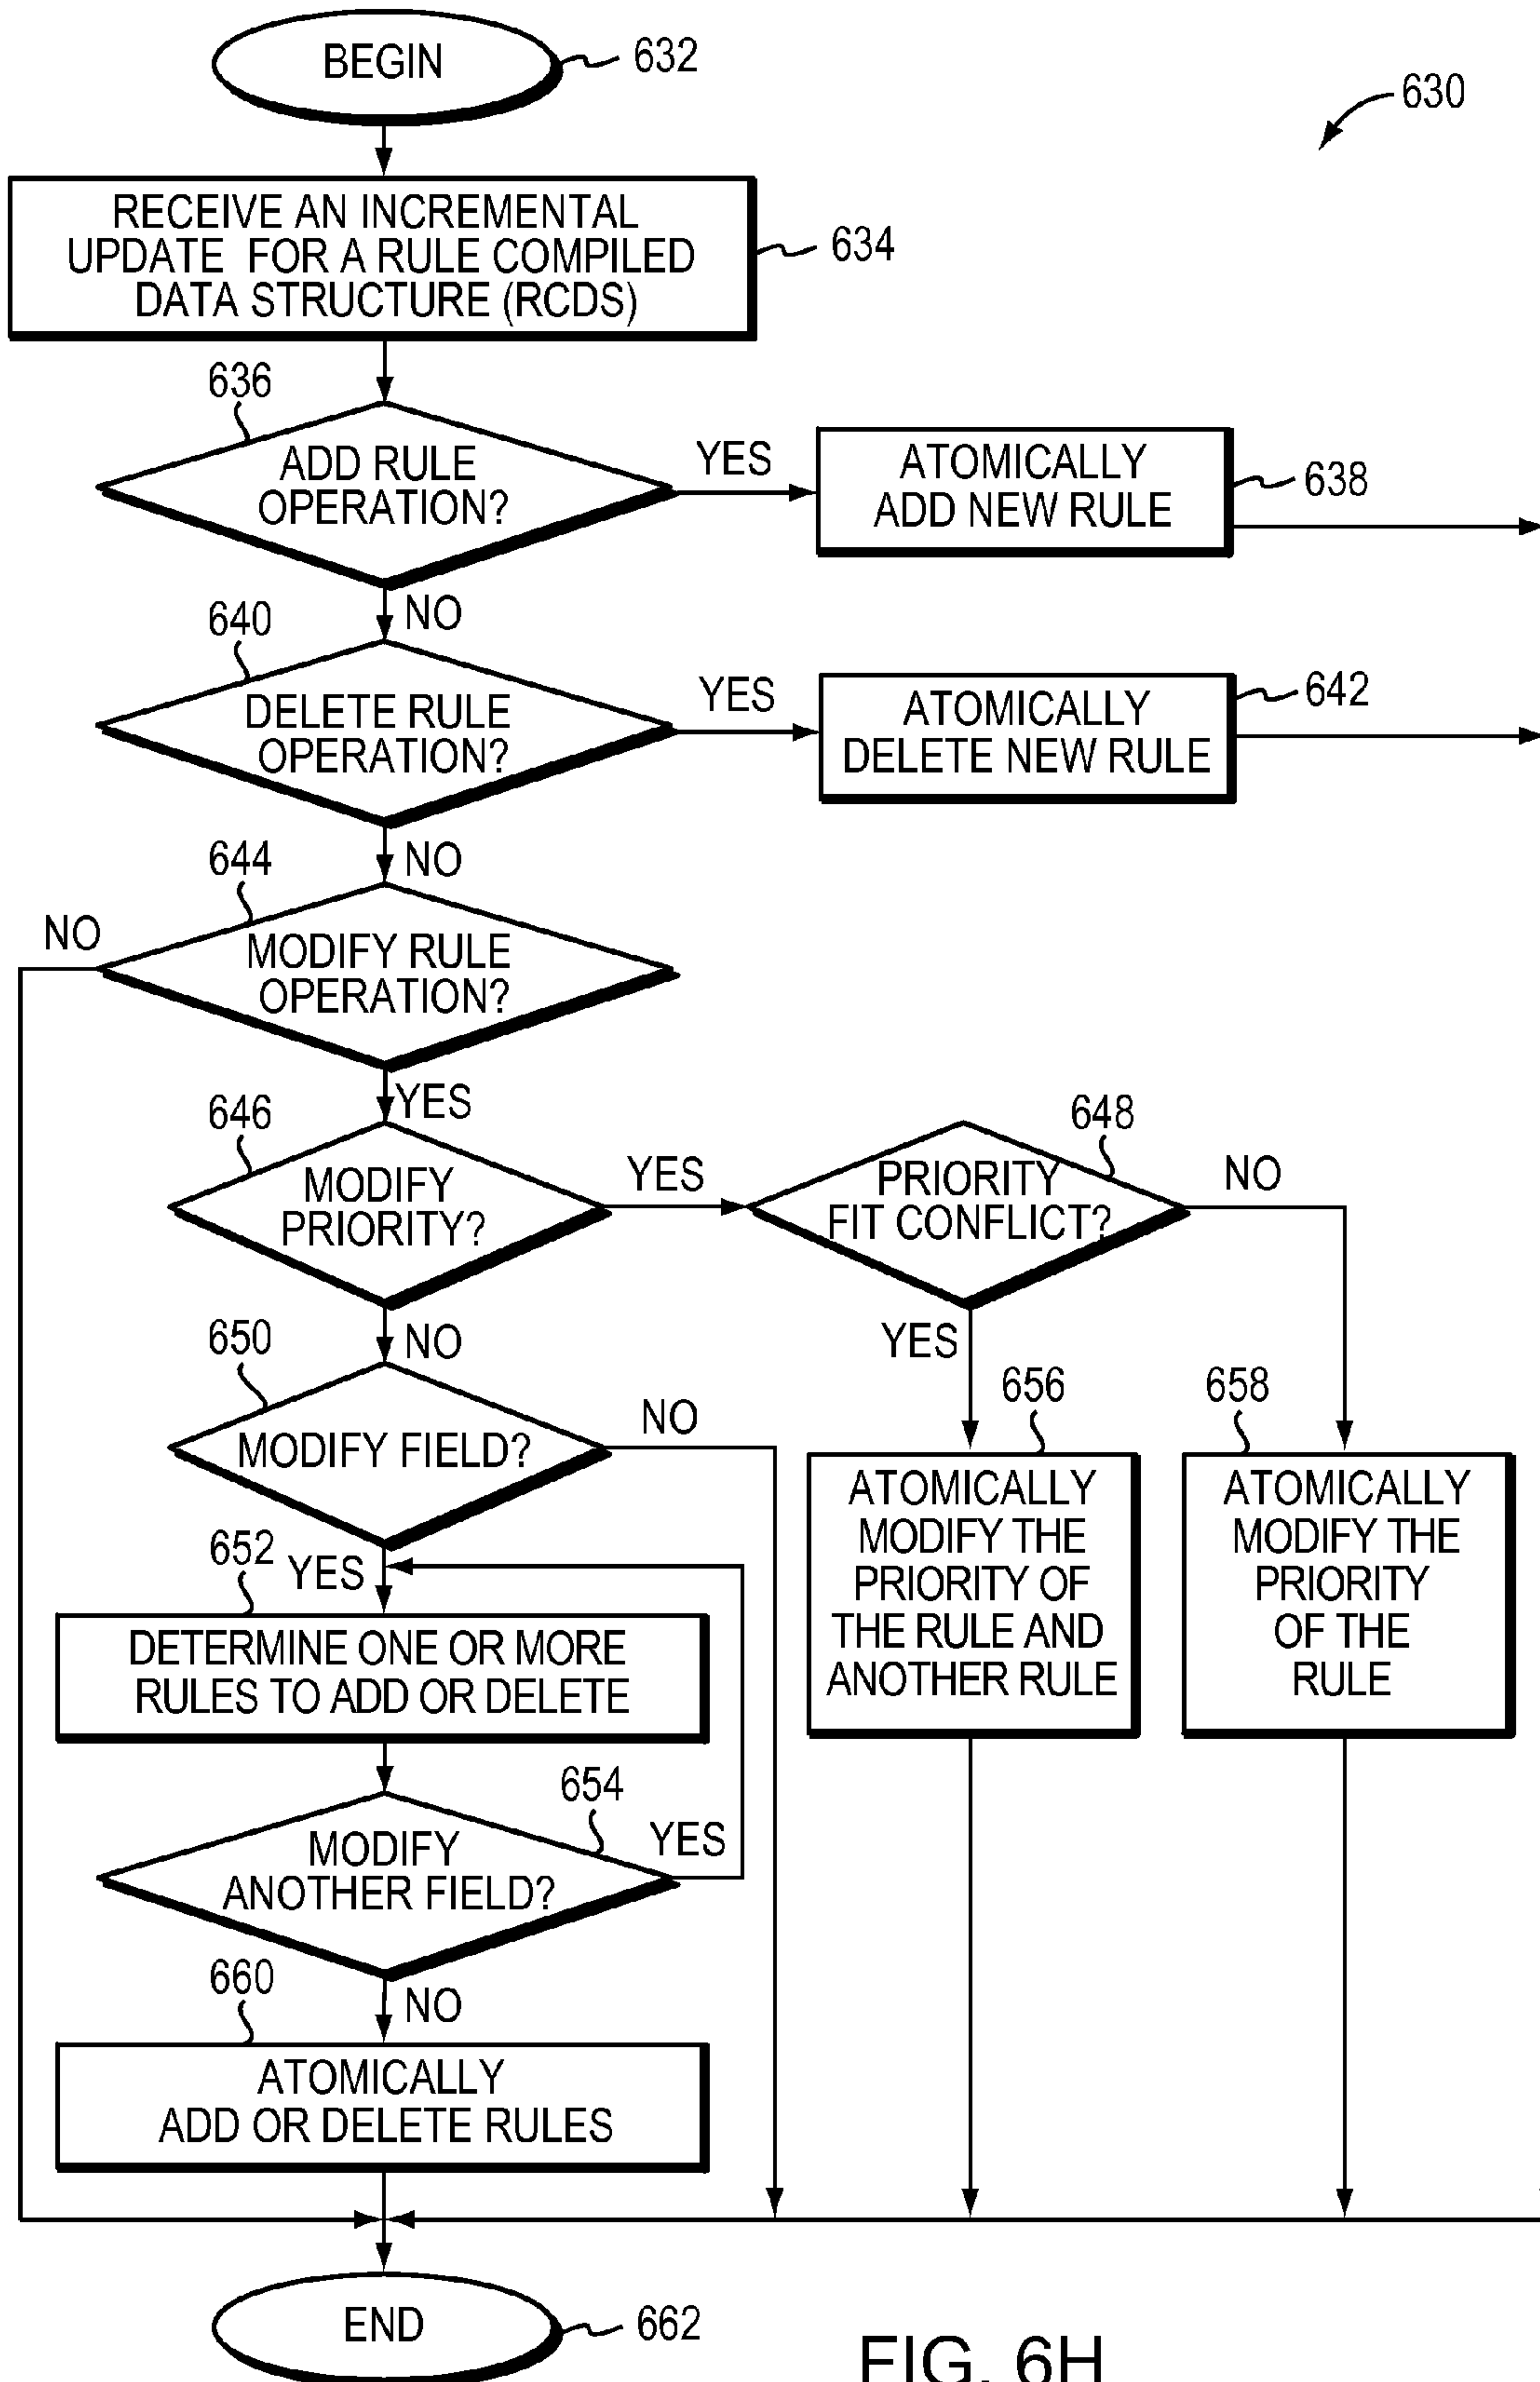 BEGIN
632
630
RECEIVE AN INCREMENTAL
UPDATE FOR A RULE COMPILED
DATA STRUCTURE (RCDS)
634
636
ADD RULE
OPERATION?
YES
ATOMICALLY
ADD NEW RULE
638
NO
640
DELETE RULE
OPERATION?
YES
ATOMICALLY
DELETE NEW RULE
642
NO
644
NO
MODIFY RULE
OPERATION?
YES
646
MODIFY
PRIORITY?
YES
648
PRIORITY
FIT CONFLICT?
NO
NO
YES
650
MODIFY FIELD?
NO
656
ATOMICALLY
MODIFY THE
PRIORITY OF
THE RULE AND
ANOTHER RULE
658
ATOMICALLY
MODIFY THE
PRIORITY
OF THE
RULE
652
YES
DETERMINE ONE OR MORE
RULES TO ADD OR DELETE
654
MODIFY
ANOTHER FIELD?
YES
NO
660
ATOMICALLY
ADD OR DELETE RULES
END
662
FIG. 6H